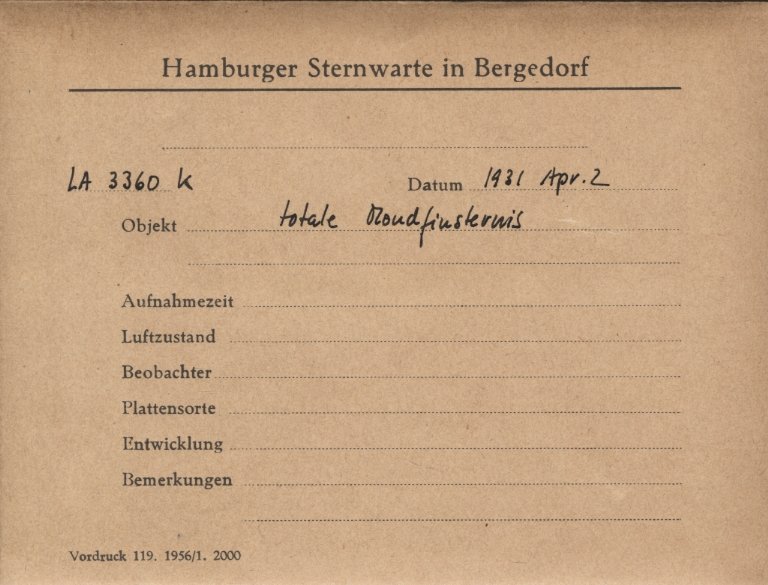 Hamburger Sternwarte in Bergedorf
LA 3360 K Datum 1931 Apr. 2
Objekt totale Mondfinsternis
Aufnahmezeit
Luftzustand
Beobachter
Plattensorte
Entwicklung
Bemerkungen
Vordruck 119. 1956/1. 2000